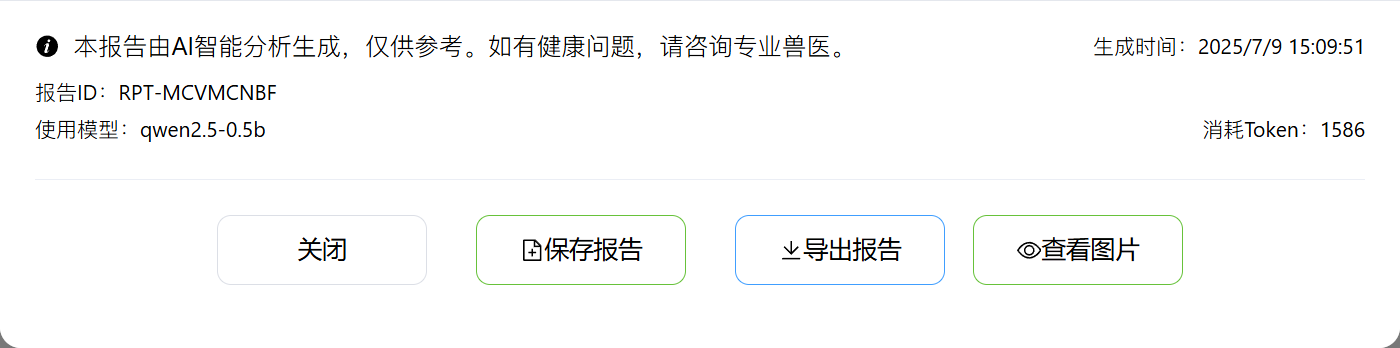 本报告由AI智能分析生成，仅供参考。如有健康问题，请咨询专业兽医。
生成时间：2025/7/9 15:09:51
报告ID：RPT-MCVMCNBF
使用模型：qwen2.5-0.5b
消耗Token：1586
关闭
保存报告
导出报告
查看图片